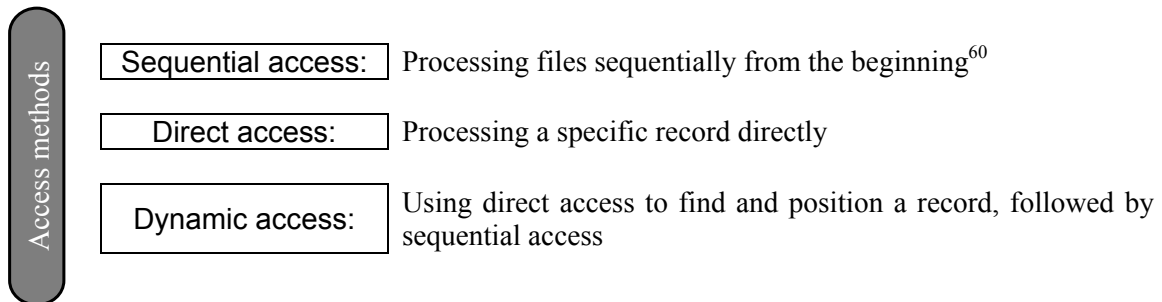 Access methods
Sequential access: Processing files sequentially from the beginning60
Direct access: Processing a specific record directly
Dynamic access: Using direct access to find and position a record, followed by
sequential access